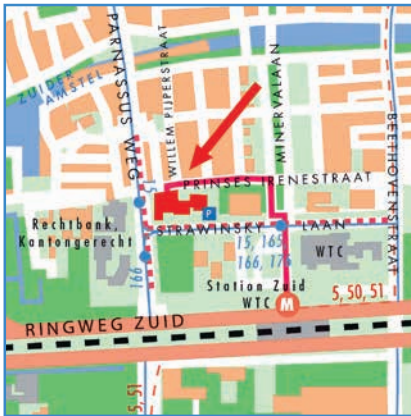 ZUIDER
AMSTEL
PARNASSUS WEG
WILLEM PIJPERSTRAAT
MINERVALAAN
BEETHOVENSTRAAT
PRINSES IRENESTRAAT
15
P
Rechtbank,
Kantongerecht
STRAWINSKY LAAN
15, 165,
166, 176
WTC
166
Station Zuid
WTC
M
5, 50, 51
RINGWEG ZUID
5, 51